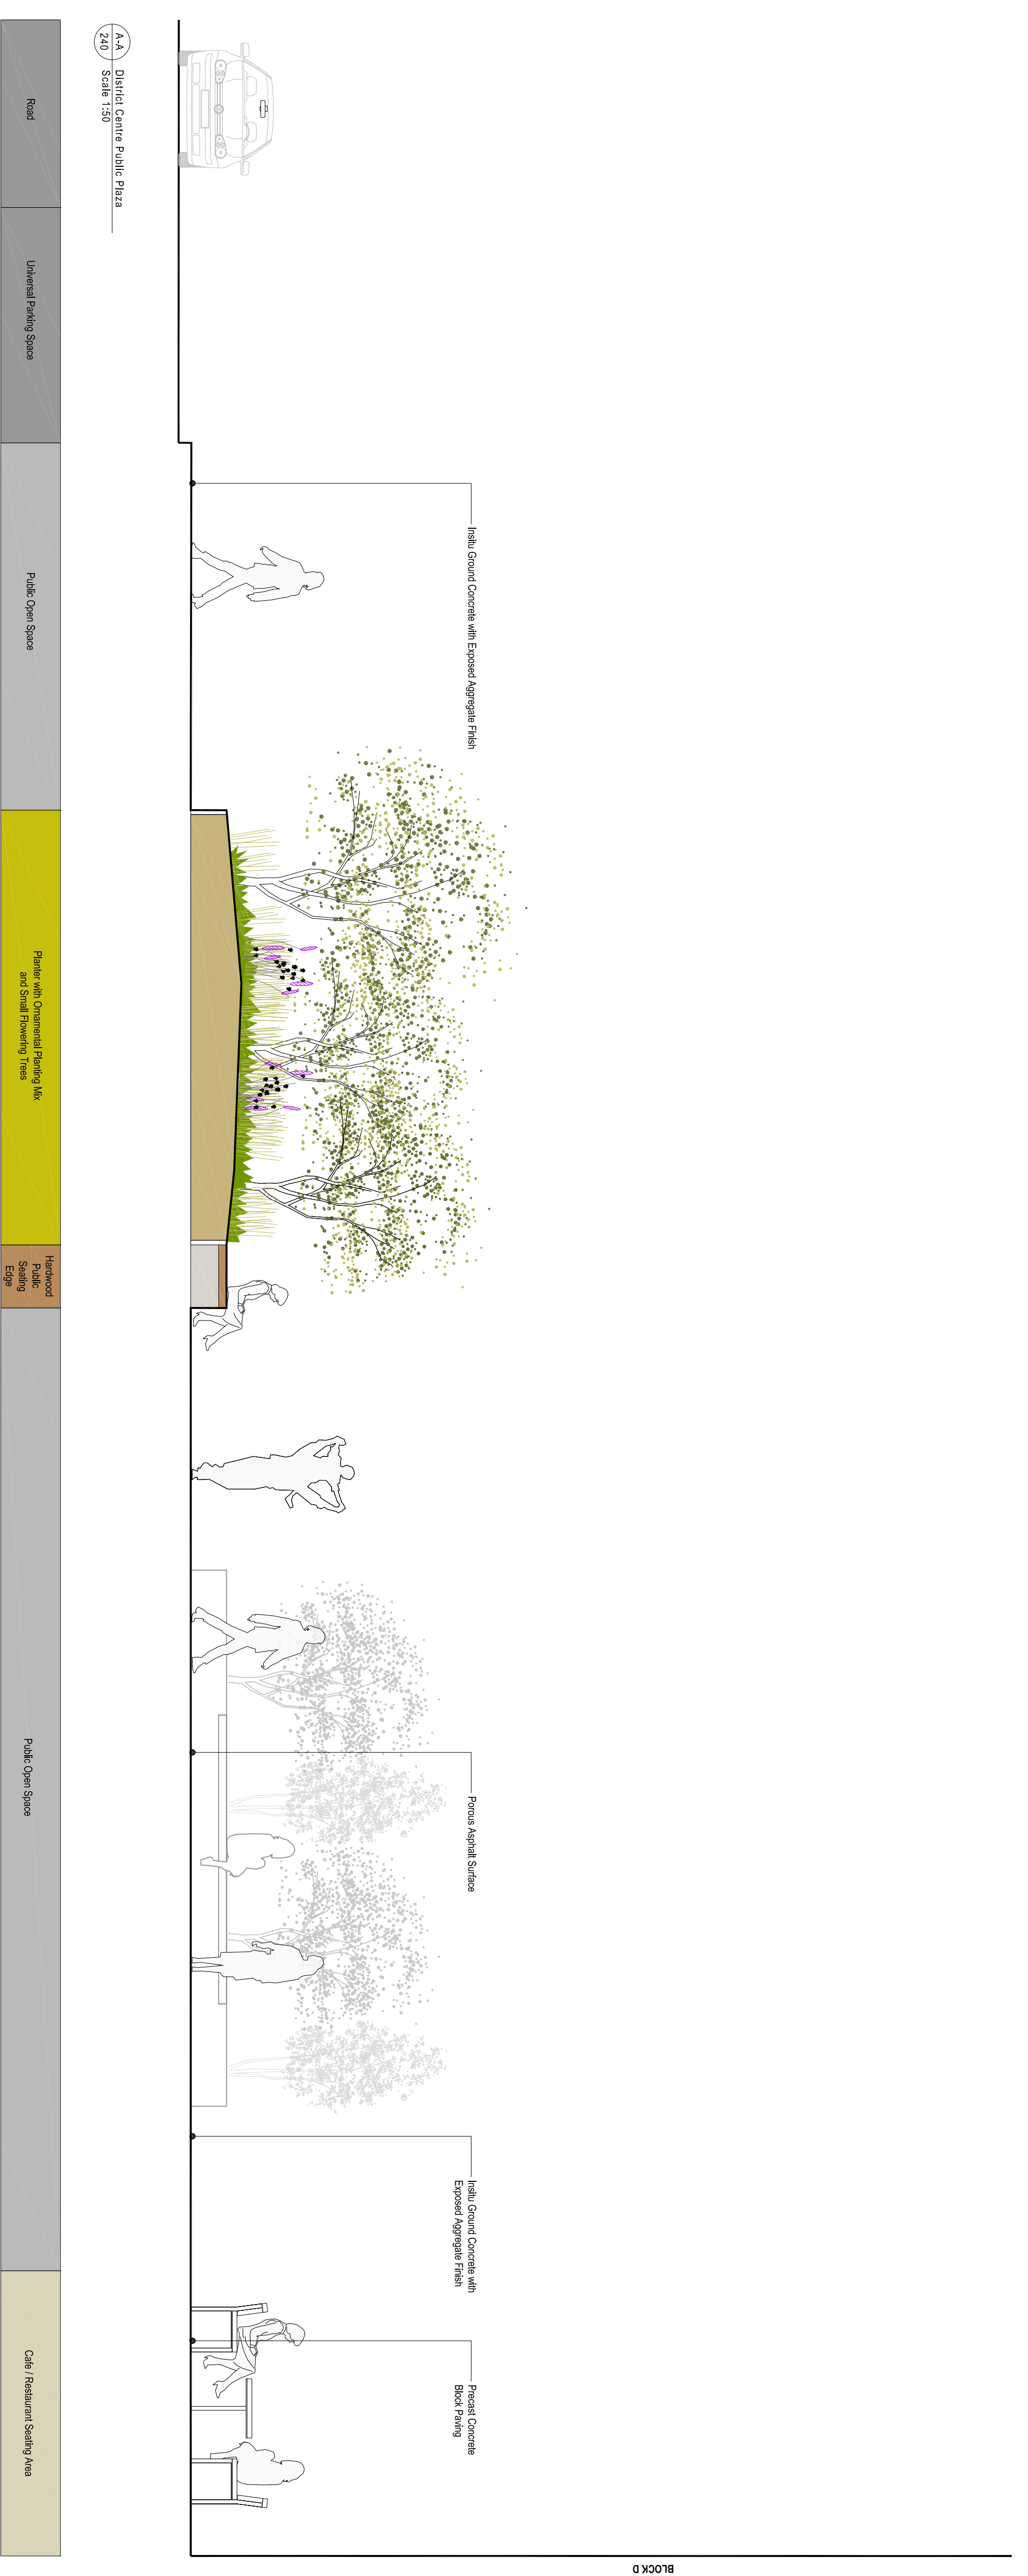 BLOCK D
Insitu Ground Concrete with Exposed Aggregate Finish
Porous Asphalt Surface
Insitu Ground Concrete with
Exposed Aggregate Finish
Precast Concrete
Block Paving
A-A
240
District Centre Public Plaza
Scale 1:50
Road
Universal Parking Space
Public Open Space
Planter with Ornamental Planting Mix
and Small Flowering Trees
Hardwood
Public
Seating
Edge
Public Open Space
Cafe / Restaurant Seating Area